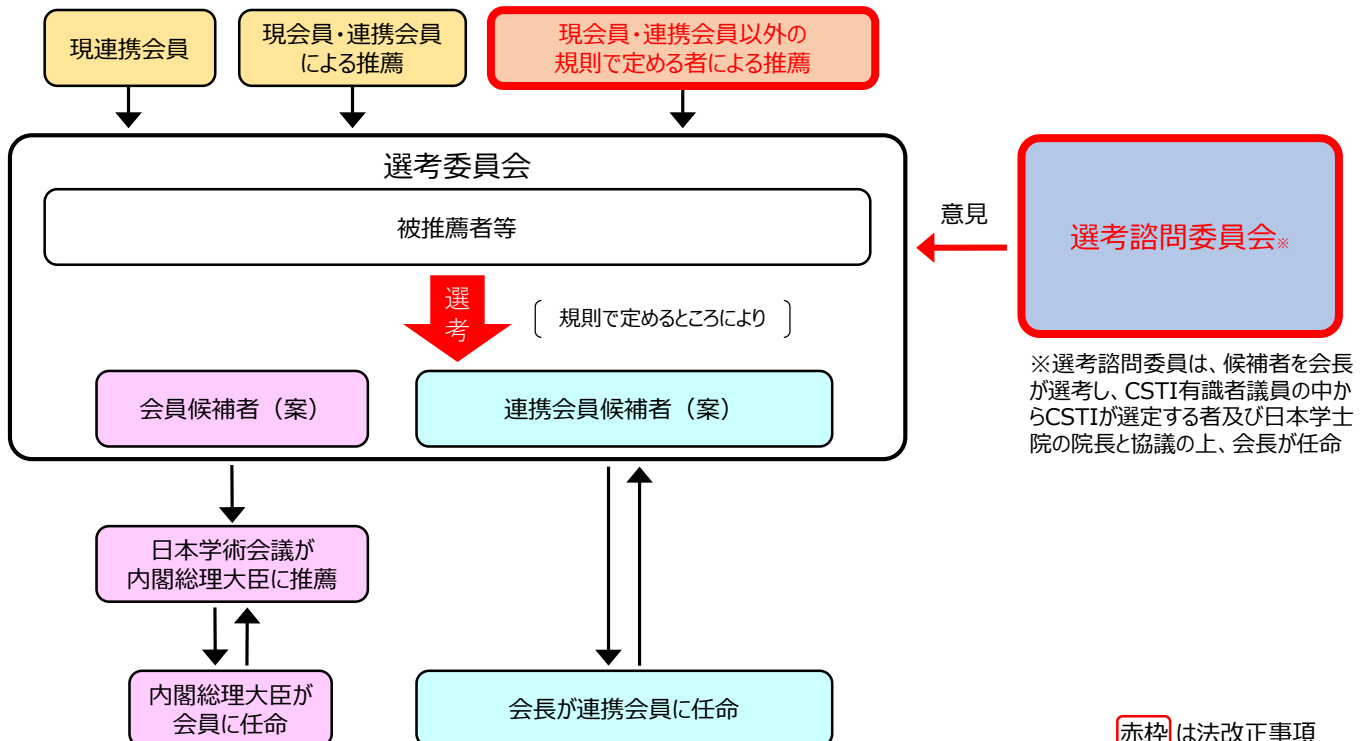 現連携会員
現会員・連携会員
による推薦
現会員・連携会員以外の
規則で定める者による推薦
選考委員会
被推薦者等
選
考
〔 規則で定めるところにより 〕
会員候補者（案）
連携会員候補者（案）
意見
選考諮問委員会※
※選考諮問委員は、候補者を会長
が選考し、CSTI有識者議員の中か
らCSTIが選定する者及び日本学士
院の院長と協議の上、会長が任命
日本学術会議が
内閣総理大臣に推薦
内閣総理大臣が
会員に任命
会長が連携会員に任命
赤枠は法改正事項